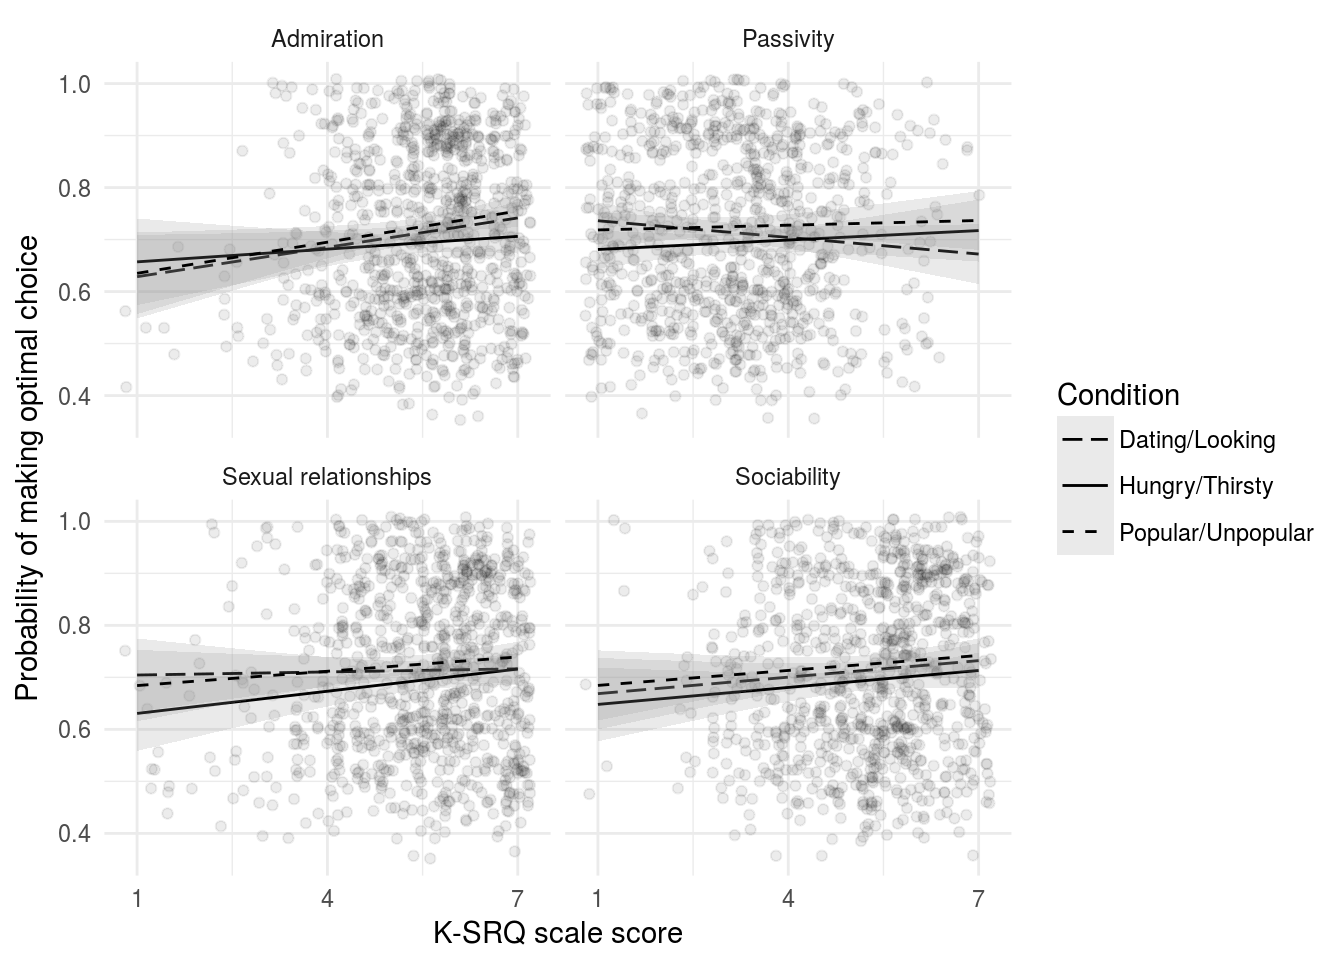 Admiration
Passivity
1.0
0.8
0.6
0.4
Sexual relationships
Sociability
1.0
0.8
0.6
0.4
1
4
7
1
4
7
K-SRQ scale score
Probability of making optimal choice
Condition
Dating/Looking
Hungry/Thirsty
Popular/Unpopular